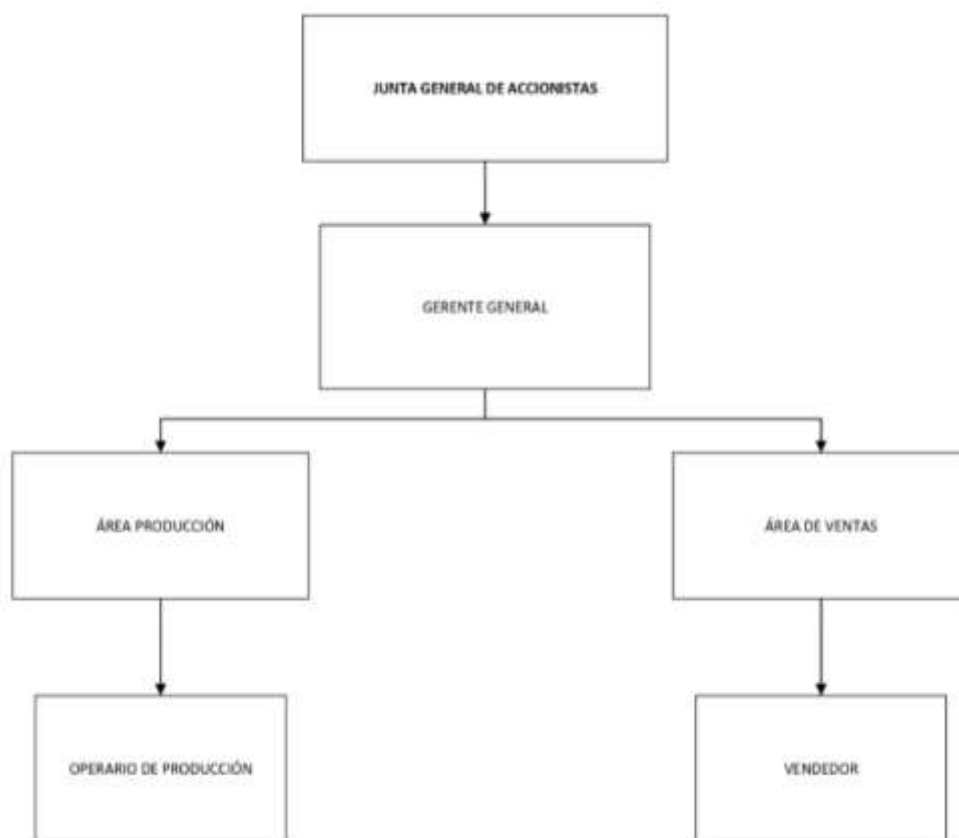 JUNTA GENERAL DE ACCIONISTAS
GERENTE GENERAL
ÁREA PRODUCCIÓN
ÁREA DE VENTAS
OPERARIO DE PRODUCCIÓN
VENDEDOR